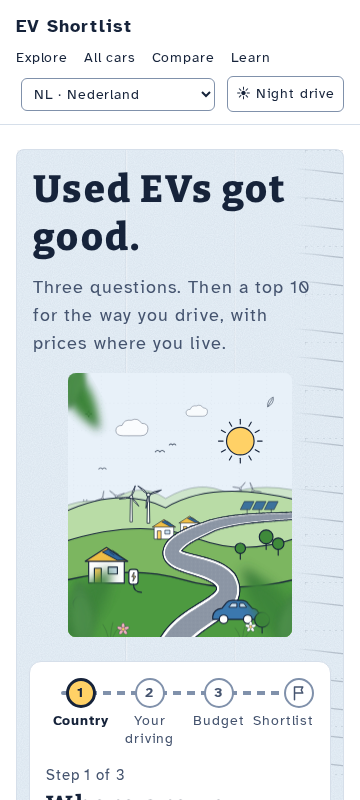 EV Shortlist
Explore All cars Compare Learn
NL · Nederland Night drive
Used EVs got
good.
Three questions. Then a top 10
for the way you drive, with
prices where you live.
1 2 3
Country Your Budget Shortlist
driving
Step 1 of 3